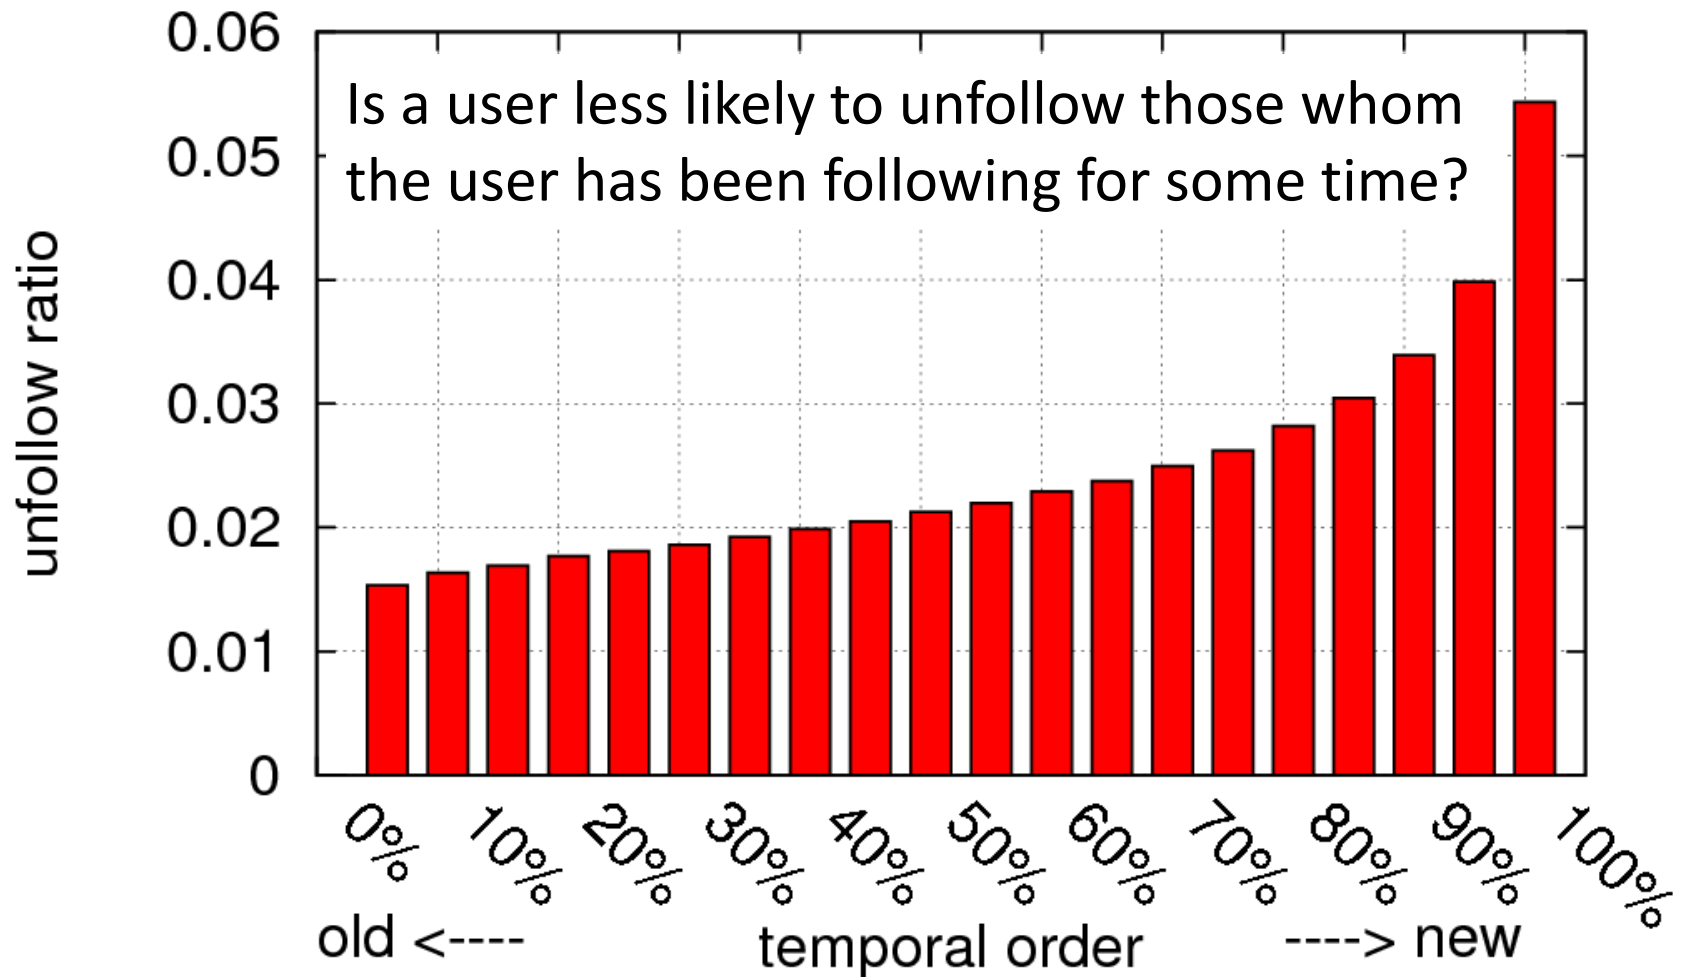 Is a user less likely to unfollow those whom
the user has been following for some time?
unfollow ratio
0.06
0.05
0.04
0.03
0.02
0.01
0
0% 10% 20% 30% 40% 50% 60% 70% 80% 90% 100%
old <---- temporal order ----> new